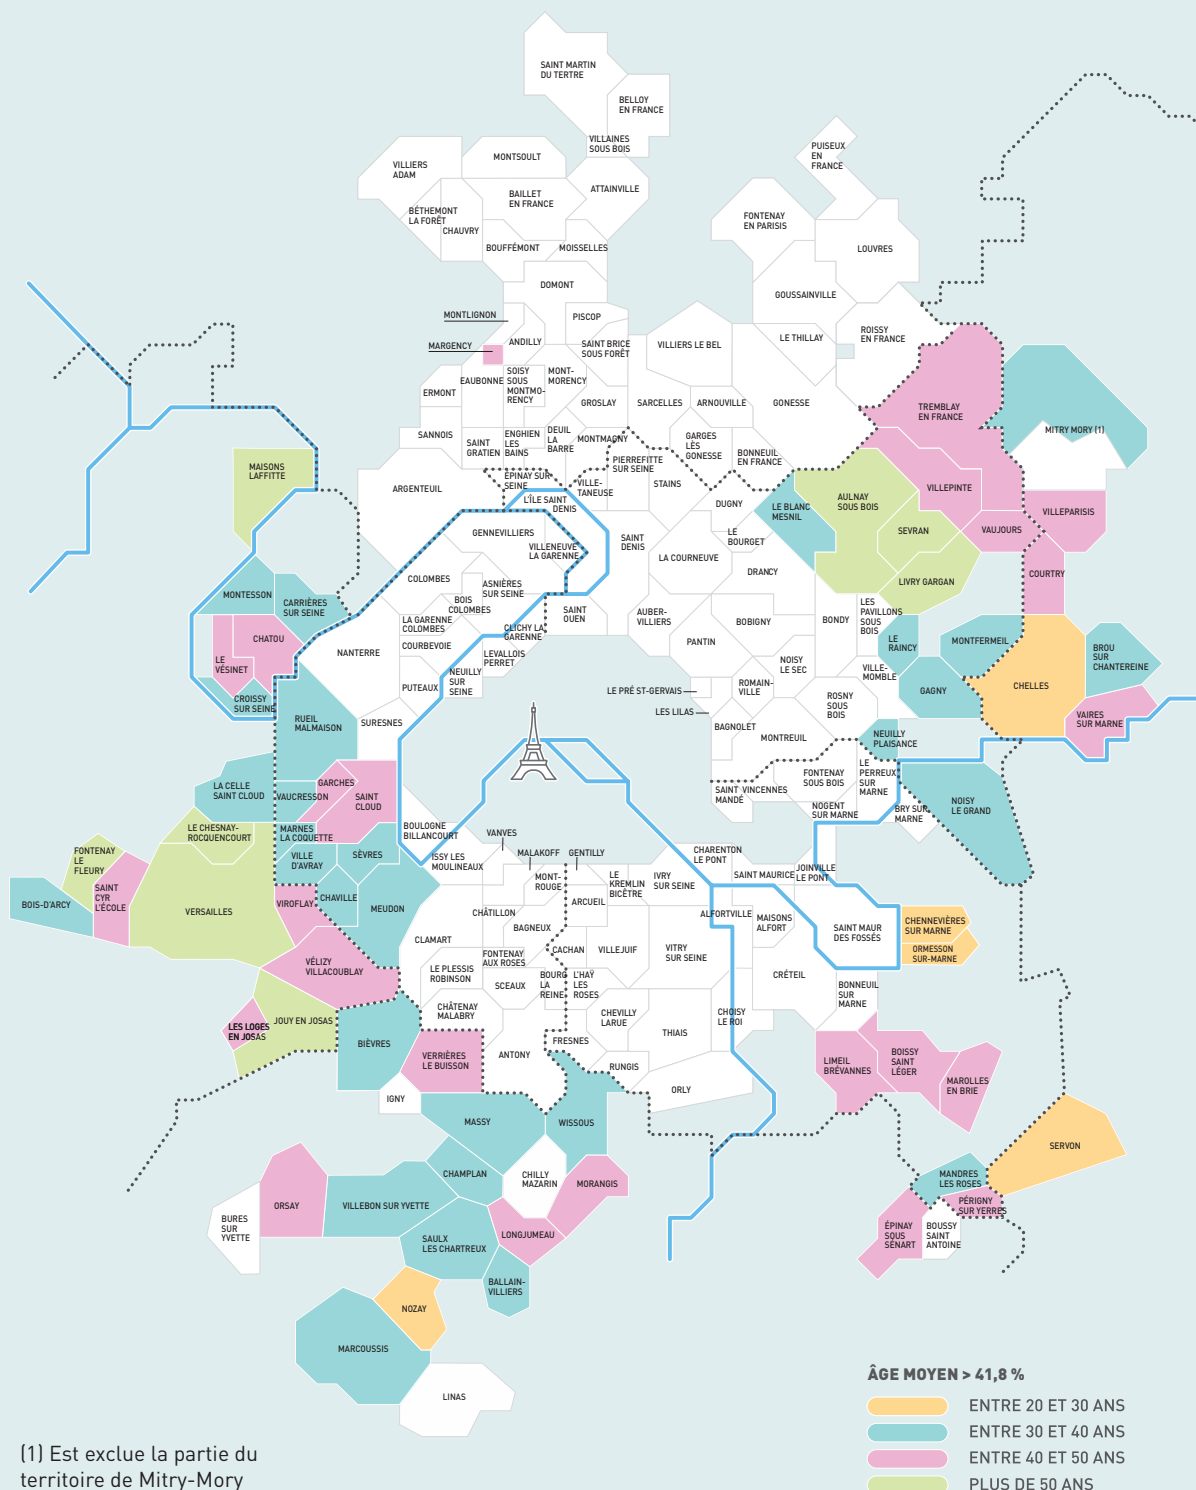 SAINT MARTIN
DU TERTRE
BELLOY
EN FRANCE
VILLAINES
SOUS BOIS
MONTSOULT
VILLIERS
ADAM
ATTAINVILLE
BAILLET
EN FRANCE
BÉTHEMONT
LA FORÊT
CHAUVRY
BOUFFÉMONT
MOISSELLES
PUISEUX
EN
FRANCE
FONTENAY
EN PARISIS
LOUVRES
DOMONT
GOUSSAINVILLE
MONTLIGNON
PISCOP
MARGENCY
ANDILLY
SAINT BRICE
SOUS FORÊT
VILLIERS LE BEL
LE THILLAY
ROISSY
EN FRANCE
EAUBONNE
SOISY
SOUS
MONTMO-
RENCY
MONT-
MORENCY
ERMONT
GROSLAY
SARCELLES
ARNOUVILLE
GONESSE
TREMBLAY
EN FRANCE
MITRY MORY (1)
SANNOIS
SAINT
GRATIEN
ENGHIEN
LES
BAINS
DEUIL
LA
BARRE
MONTMAGNY
GARGES
LÈS
GONESSE
BONNEUIL
EN FRANCE
PIERREFITTE
SUR SEINE
MAISONS
LAFFITTE
ARGENTEUIL
ÉPINAY SUR
SEINE
VILLE-
TANEUSE
STAINS
L'ÎLE SAINT
DENIS
DUGNY
LE BLANC
MESNIL
AULNAY
SOUS BOIS
VILLEPINTE
VILLEPARISIS
SEVRAN
VAUJOURS
GENNEVILLIERS
VILLENEUVE
LA GARENNE
SAINT
DENIS
LE
BOURGET
LA COURNEUVE
DRANCY
LIVRY GARGAN
COURTRY
COLOMBES
ASNIÈRES
SUR SEINE
BOIS
COLOMBES
MONTESSON
CARRIÈRES
SUR SEINE
LA GARENNE
COLOMBES
CLICHY LA
GARENNE
SAINT
OUEN
AUBER-
VILLIERS
BOBIGNY
BONDY
LES
PAVILLONS
SOUS
BOIS
CHATOU
LE
VÉSINET
NANTERRE
COURBEVOIE
LEVALLOIS
PERRET
PANTIN
NOISY
LE SEC
LE
RAINCY
MONTFERMEIL
BROU
SUR
CHANTEREINE
VILLE-
MOMBLE
PUTEAUX
NEUILLY
SUR
SEINE
LE PRÉ ST-GERVAIS
ROMAIN-
VILLE
ROSNY
SOUS
BOIS
GAGNY
CHELLES
CROISSY
SUR SEINE
LES LILAS
VAIRES
SUR MARNE
RUEIL
MALMAISON
SURESNES
BAGNOLET
MONTREUIL
NEUILLY
PLAISANCE
LA CELLE
SAINT CLOUD
VAUCRESSON
GARCHES
SAINT
CLOUD
SAINT
MANDÉ
VINCENNES
FONTENAY
SOUS BOIS
LE
PERREUX
SUR
MARNE
NOGENT
SUR MARNE
BRY SUR
MARNE
NOISY
LE GRAND
LE CHESNAY-
ROCQUENCOURT
MARNES
LA COQUETTE
BOULOGNE
BILLANCOURT
VANVES
FONTENAY
LE
FLEURY
VILLE
D'AVRAY
SÈVRES
ISSY LES
MOULINEAUX
MALAKOFF
GENTILLY
CHARENTON
LE PONT
SAINT MAURICE
JOINVILLE
LE PONT
MONT-
ROUGE
LE
KREMLIN
BICÊTRE
IVRY
SUR SEINE
SAINT
CYR
L'ÉCOLE
BOIS-D'ARCY
VERSAILLES
VIROFLAY
CHAVILLE
MEUDON
CHÂTILLON
ARCUEIL
ALFORTVILLE
MAISONS
ALFORT
SAINT MAUR
DES FOSSÉS
CHENNEVIÈRES
SUR MARNE
BAGNEUX
CLAMART
CACHAN
VILLEJUIF
VITRY
SUR SEINE
ORMESSON
SUR-MARNE
VÉLIZY
VILLACOUBLAY
FONTENAY
AUX ROSES
LE PLESSIS
ROBINSON
SCEAUX
BOURG
LA
REINE
L'HAŸ
LES
ROSES
CRÉTEIL
BONNEUIL
SUR
MARNE
CHÂTENAY
MALABRY
CHEVILLY
LARUE
CHOISY
LE ROI
LES LOGES
EN JOSAS
JOUY EN JOSAS
THIAIS
BIÈVRES
FRESNES
VERRIÈRES
LE BUISSON
ANTONY
RUNGIS
LIMEIL
BRÉVANNES
BOISSY
SAINT
LÉGER
MAROLLES
EN BRIE
IGNY
ORLY
MASSY
WISSOUS
SERVON
CHAMPLAN
CHILLY
MAZARIN
MORANGIS
MANDRES
LES ROSES
ORSAY
VILLEBON SUR YVETTE
PÉRIGNY
SUR YERRES
BURES
SUR
YVETTE
LONGJUMEAU
SAULX
LES CHARTREUX
ÉPINAY
SOUS
SÉNART
BOUSSY
SAINT
ANTOINE
BALLAIN-
VILLIERS
NOZAY
MARCOUSSIS
LINAS
ÂGE MOYEN > 41,8 %
ENTRE 20 ET 30 ANS
ENTRE 30 ET 40 ANS
ENTRE 40 ET 50 ANS
PLUS DE 50 ANS
(1) Est exclue la partie du
territoire de Mitry-Mory